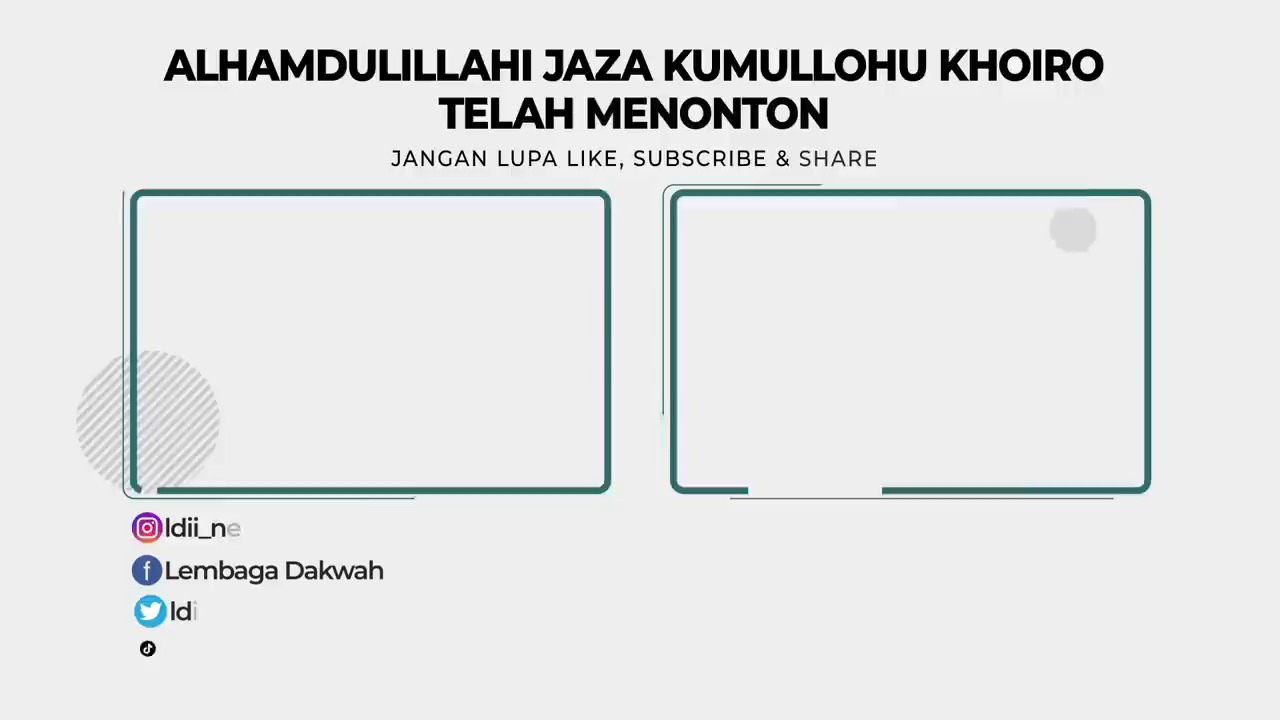 ALHAMDULILLAHI JAZA KUMULLOHU KHOIRO
TELAH MENONTON
JANGAN LUPA LIKE, SUBSCRIBE & SHARE
ldii_ne
Lembaga Dakwah
ldi